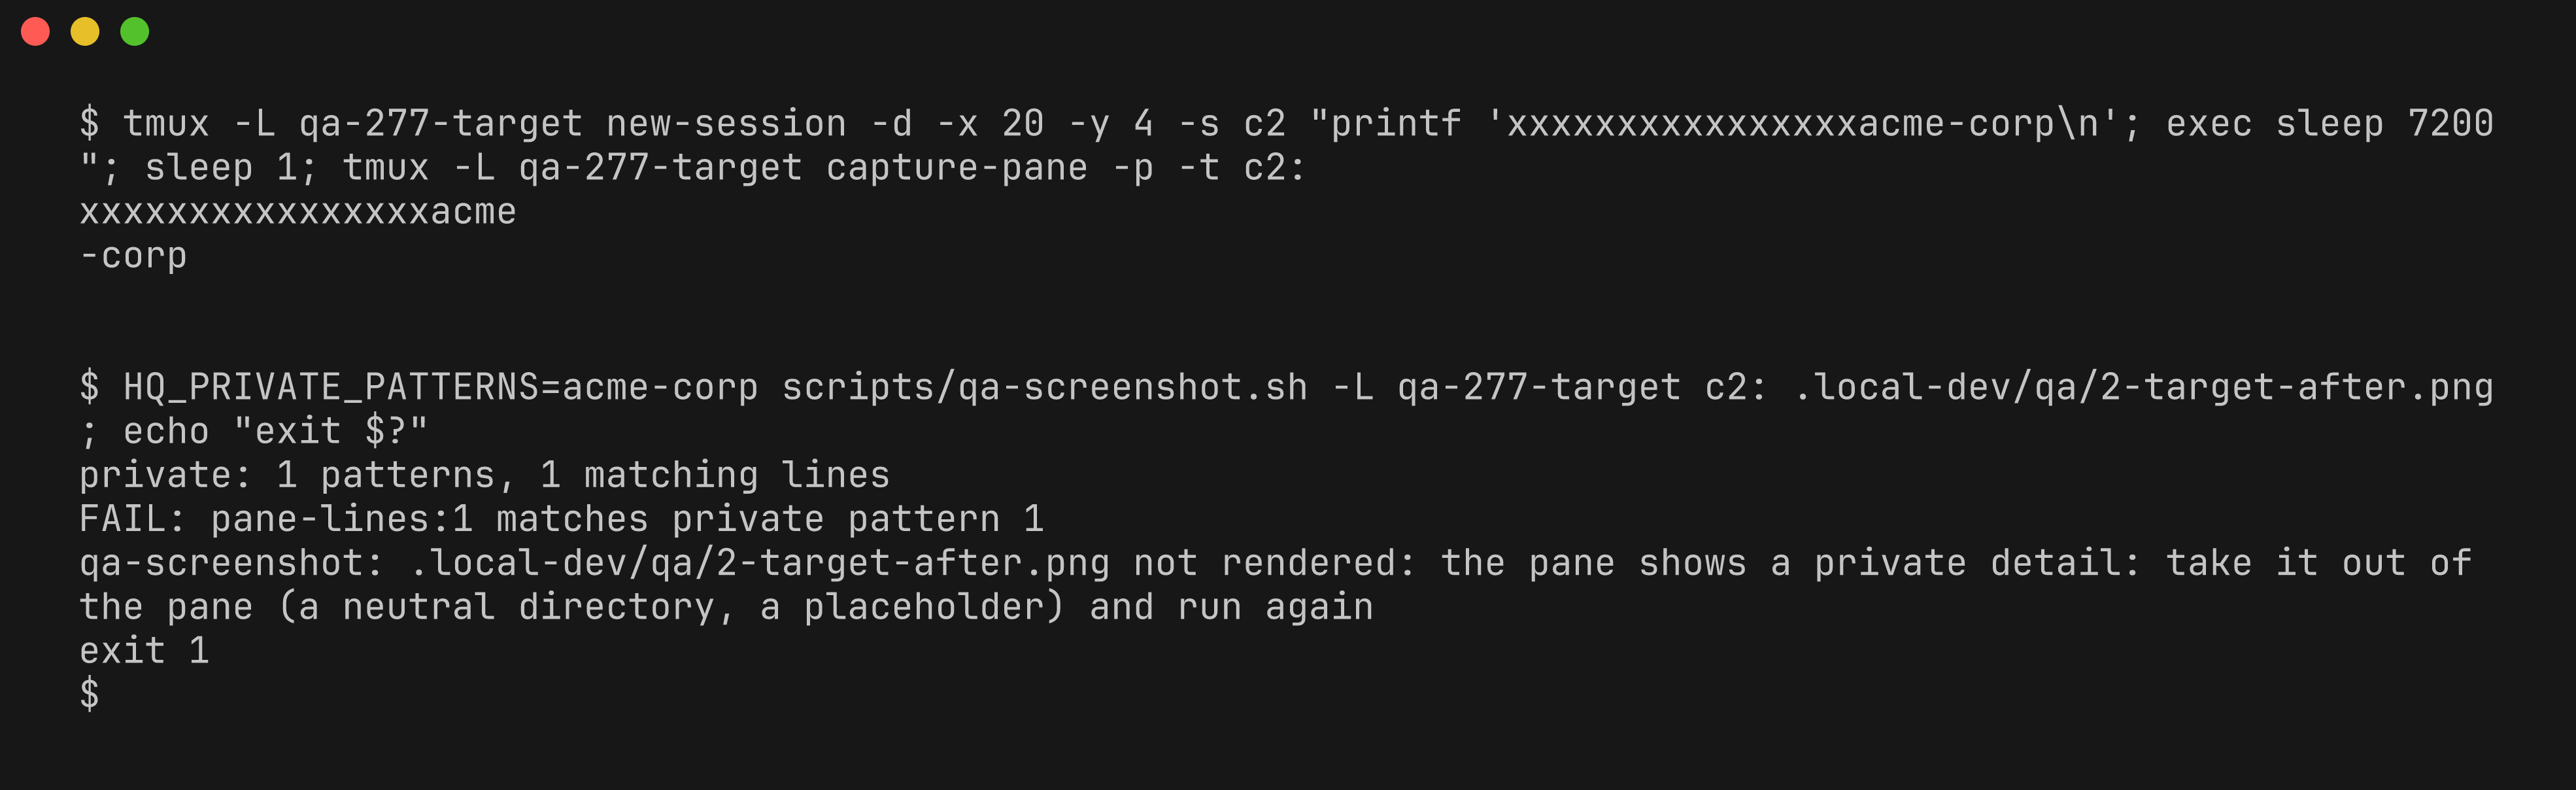 $ tmux -L qa-277-target new-session -d -x 20 -y 4 -s c2 "printf 'xxxxxxxxxxxxxxxxacme-corp\n'; exec sleep 7200
"; sleep 1; tmux -L qa-277-target capture-pane -p -t c2:
xxxxxxxxxxxxxxxxacme
-corp
$ HQ_PRIVATE_PATTERNS=acme-corp scripts/qa-screenshot.sh -L qa-277-target c2: .local-dev/qa/2-target-after.png
; echo "exit $?"
private: 1 patterns, 1 matching lines
FAIL: pane-lines:1 matches private pattern 1
qa-screenshot: .local-dev/qa/2-target-after.png not rendered: the pane shows a private detail: take it out of
the pane (a neutral directory, a placeholder) and run again
exit 1
$